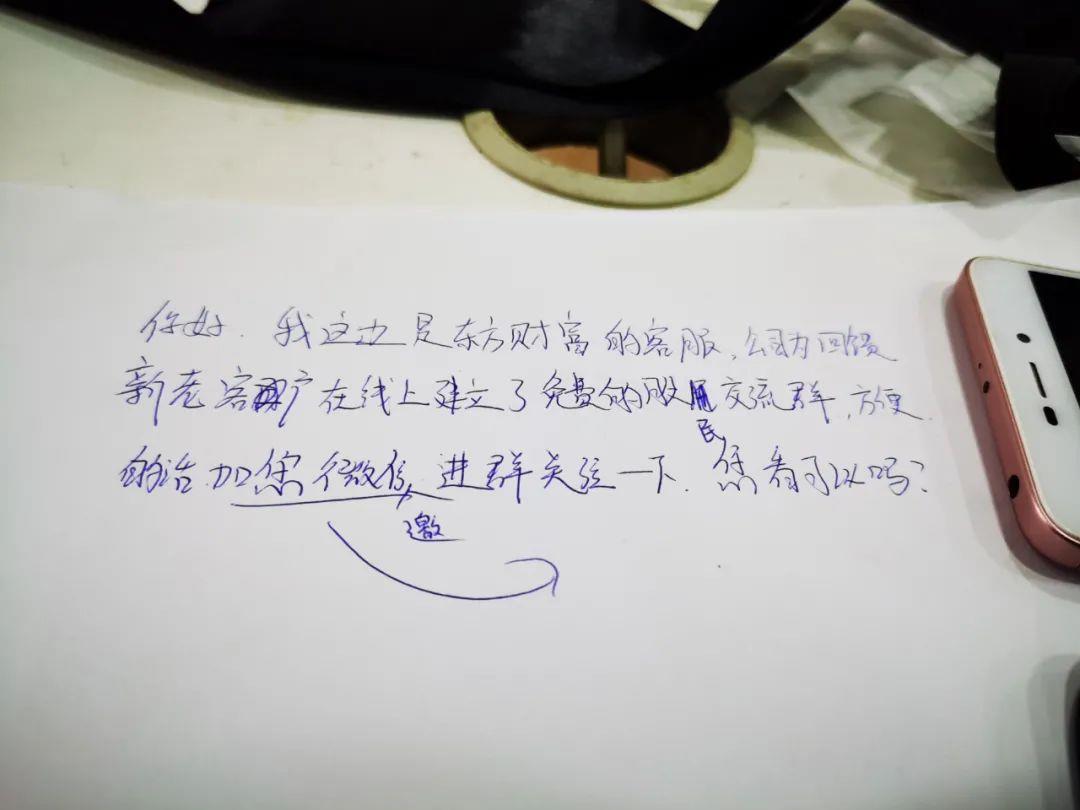 你好. 我这边是东方财富的客服, 公司为回馈
新老客户在线上建立了免费的股民交流群, 方便
的话 加您个微信, 邀进群关注一下. 您看可以吗?